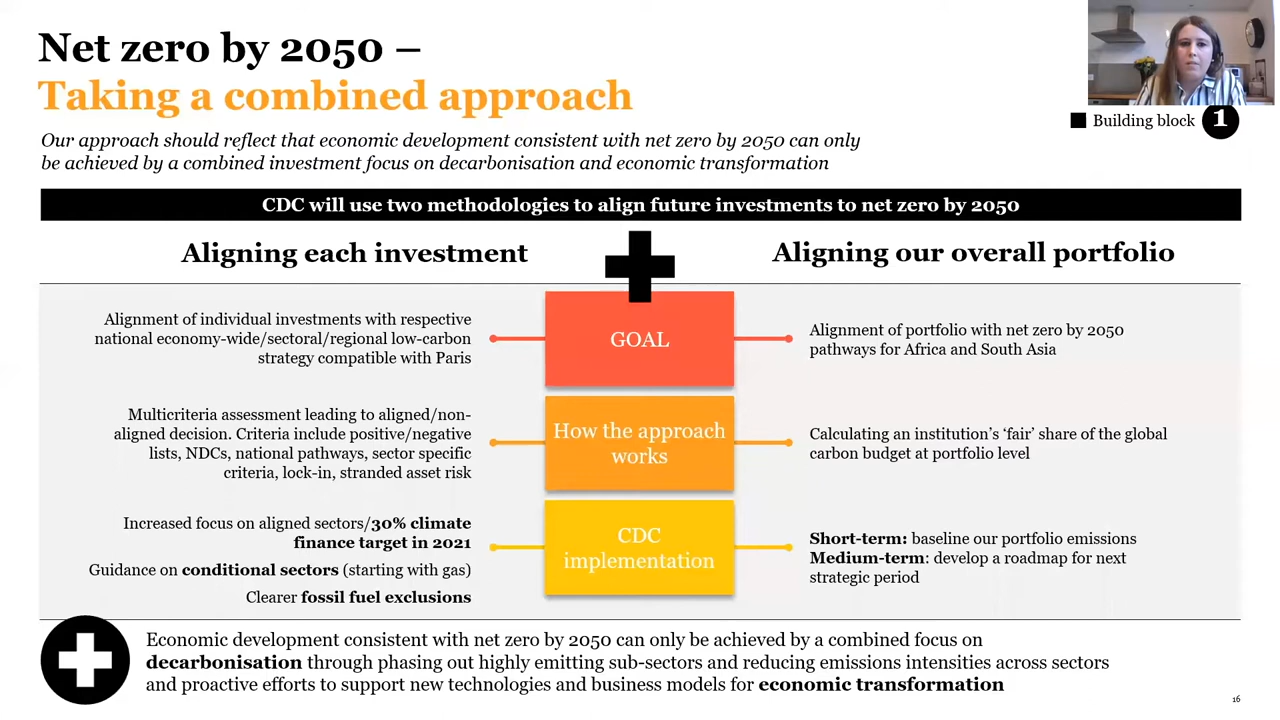 Net zero by 2050 –
Taking a combined approach
Our approach should reflect that economic development consistent with net zero by 2050 can only
be achieved by a combined investment focus on decarbonisation and economic transformation
Building block 1
CDC will use two methodologies to align future investments to net zero by 2050
Aligning each investment
Aligning our overall portfolio
Alignment of individual investments with respective
national economy-wide/sectoral/regional low-carbon
strategy compatible with Paris
GOAL
Alignment of portfolio with net zero by 2050
pathways for Africa and South Asia
Multicriteria assessment leading to aligned/non-
aligned decision. Criteria include positive/negative
lists, NDCs, national pathways, sector specific
criteria, lock-in, stranded asset risk
How the approach
works
Calculating an institution's 'fair' share of the global
carbon budget at portfolio level
Increased focus on aligned sectors/30% climate
finance target in 2021
Guidance on conditional sectors (starting with gas)
Clearer fossil fuel exclusions
CDC
implementation
Short-term: baseline our portfolio emissions
Medium-term: develop a roadmap for next
strategic period
Economic development consistent with net zero by 2050 can only be achieved by a combined focus on
decarbonisation through phasing out highly emitting sub-sectors and reducing emissions intensities across sectors
and proactive efforts to support new technologies and business models for economic transformation
16